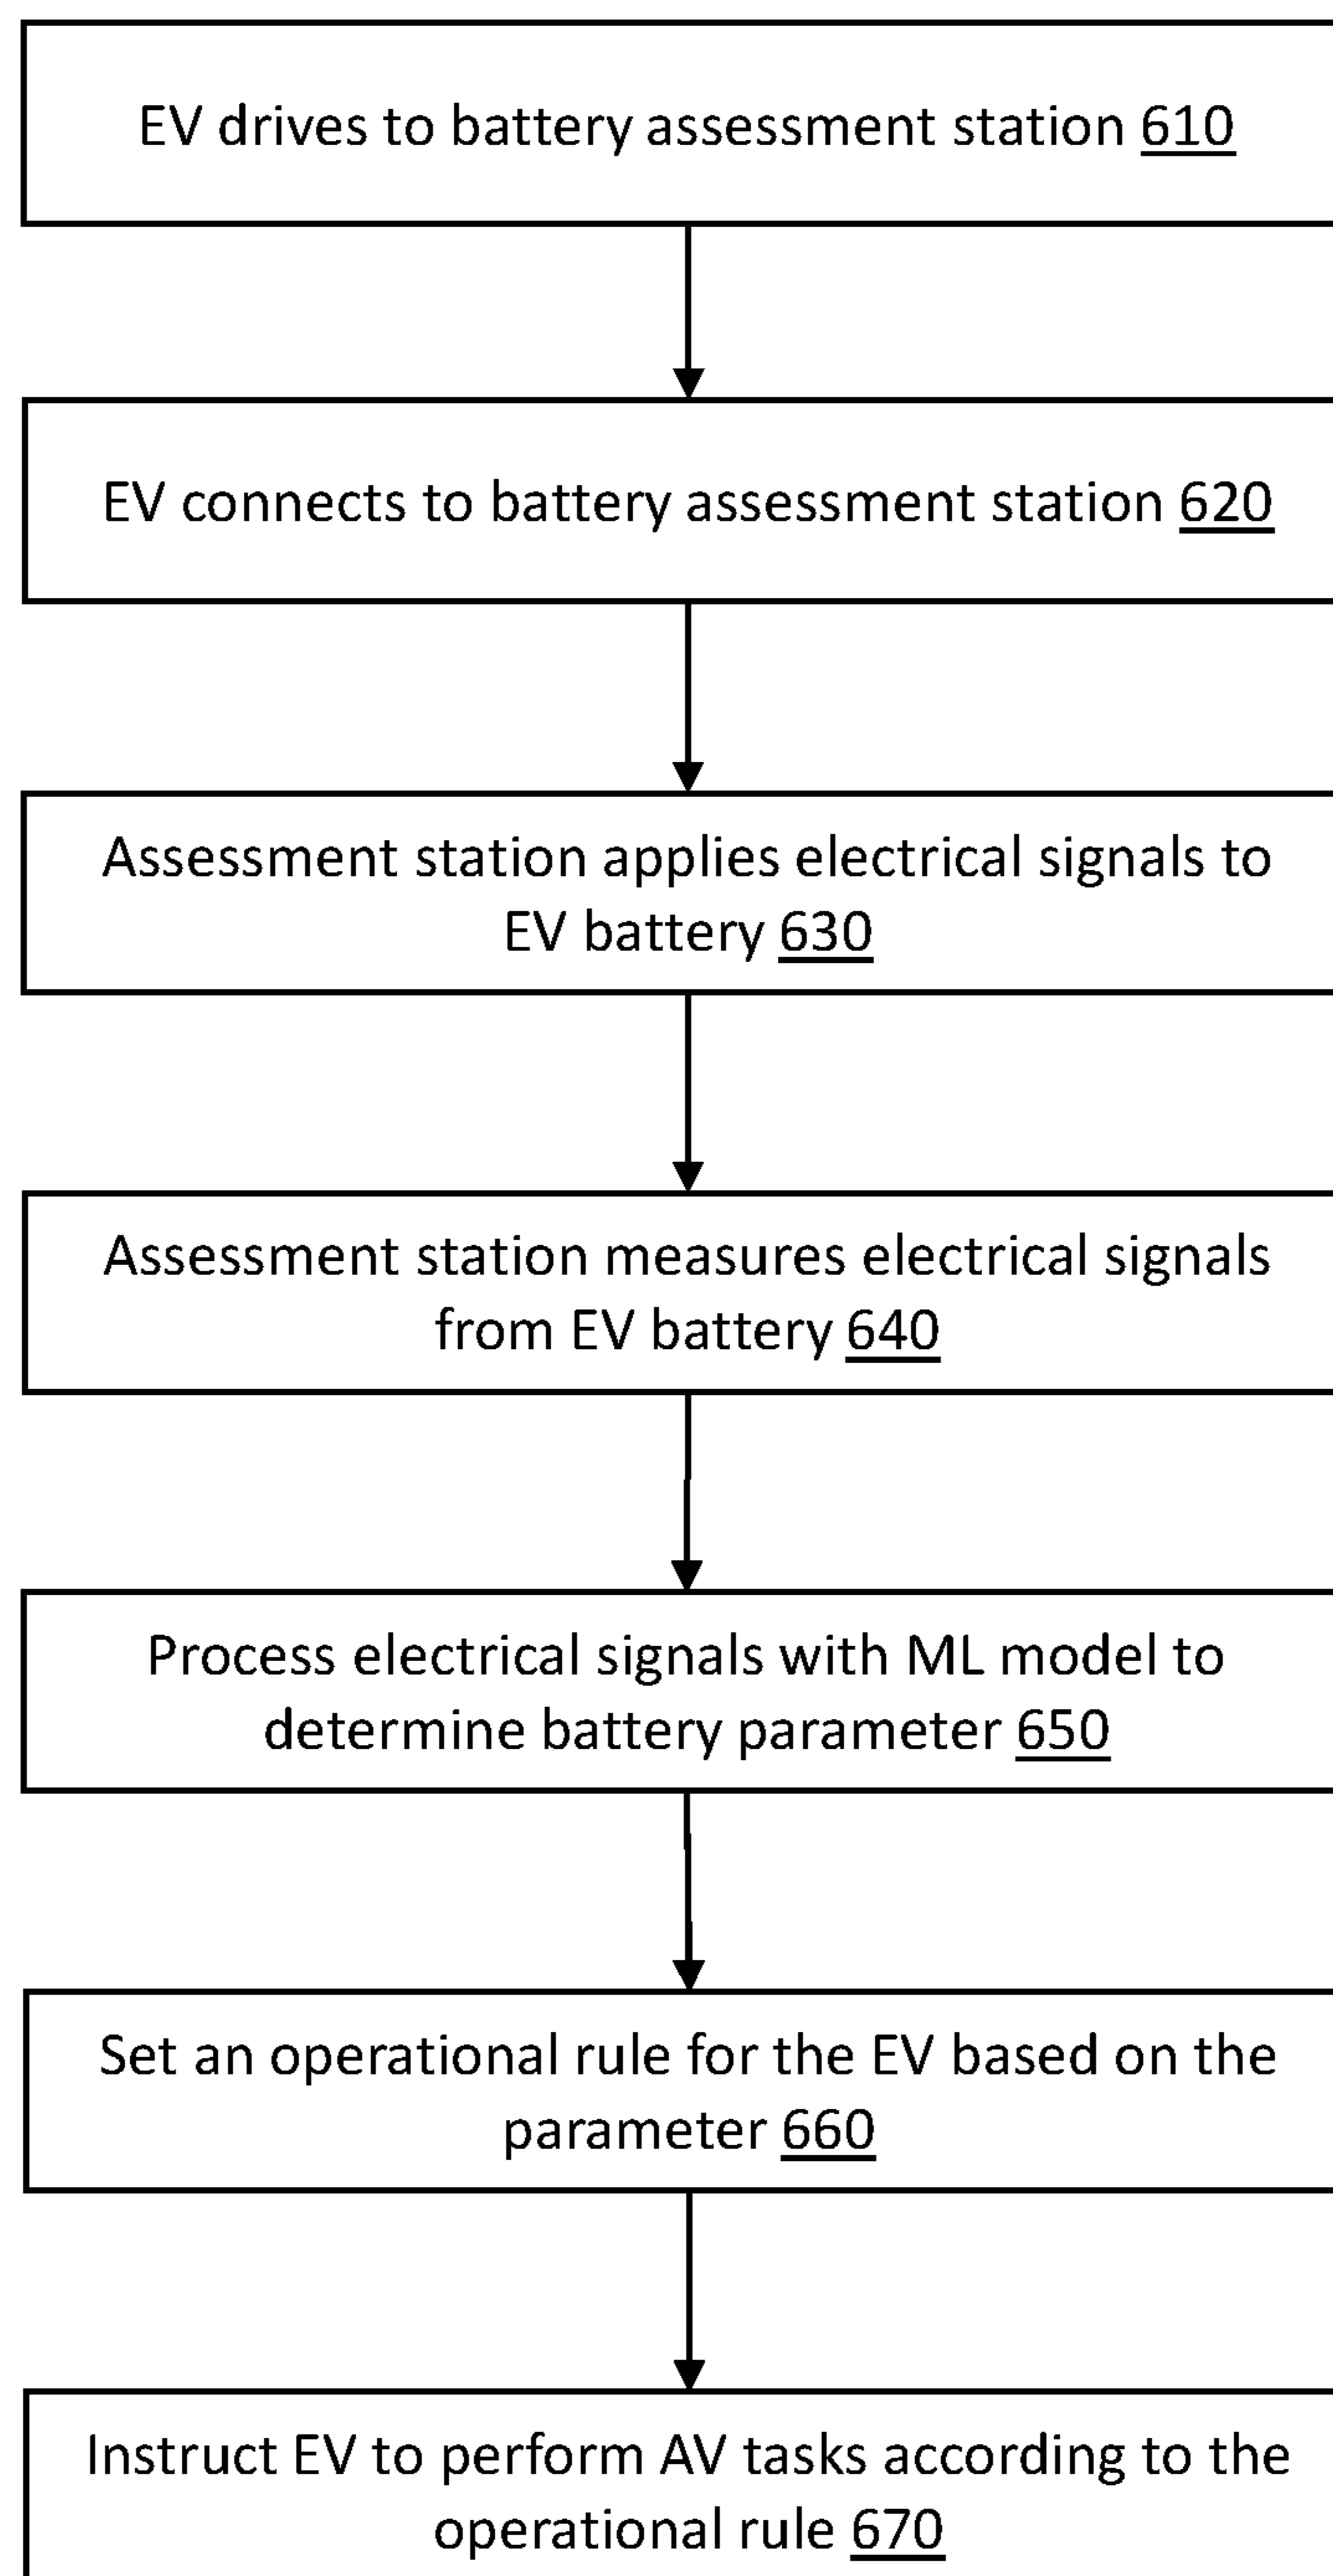 EV drives to battery assessment station 610
EV connects to battery assessment station 620
Assessment station applies electrical signals to
EV battery 630
Assessment station measures electrical signals
from EV battery 640
Process electrical signals with ML model to
determine battery parameter 650
Set an operational rule for the EV based on the
parameter 660
Instruct EV to perform AV tasks according to the
operational rule 670